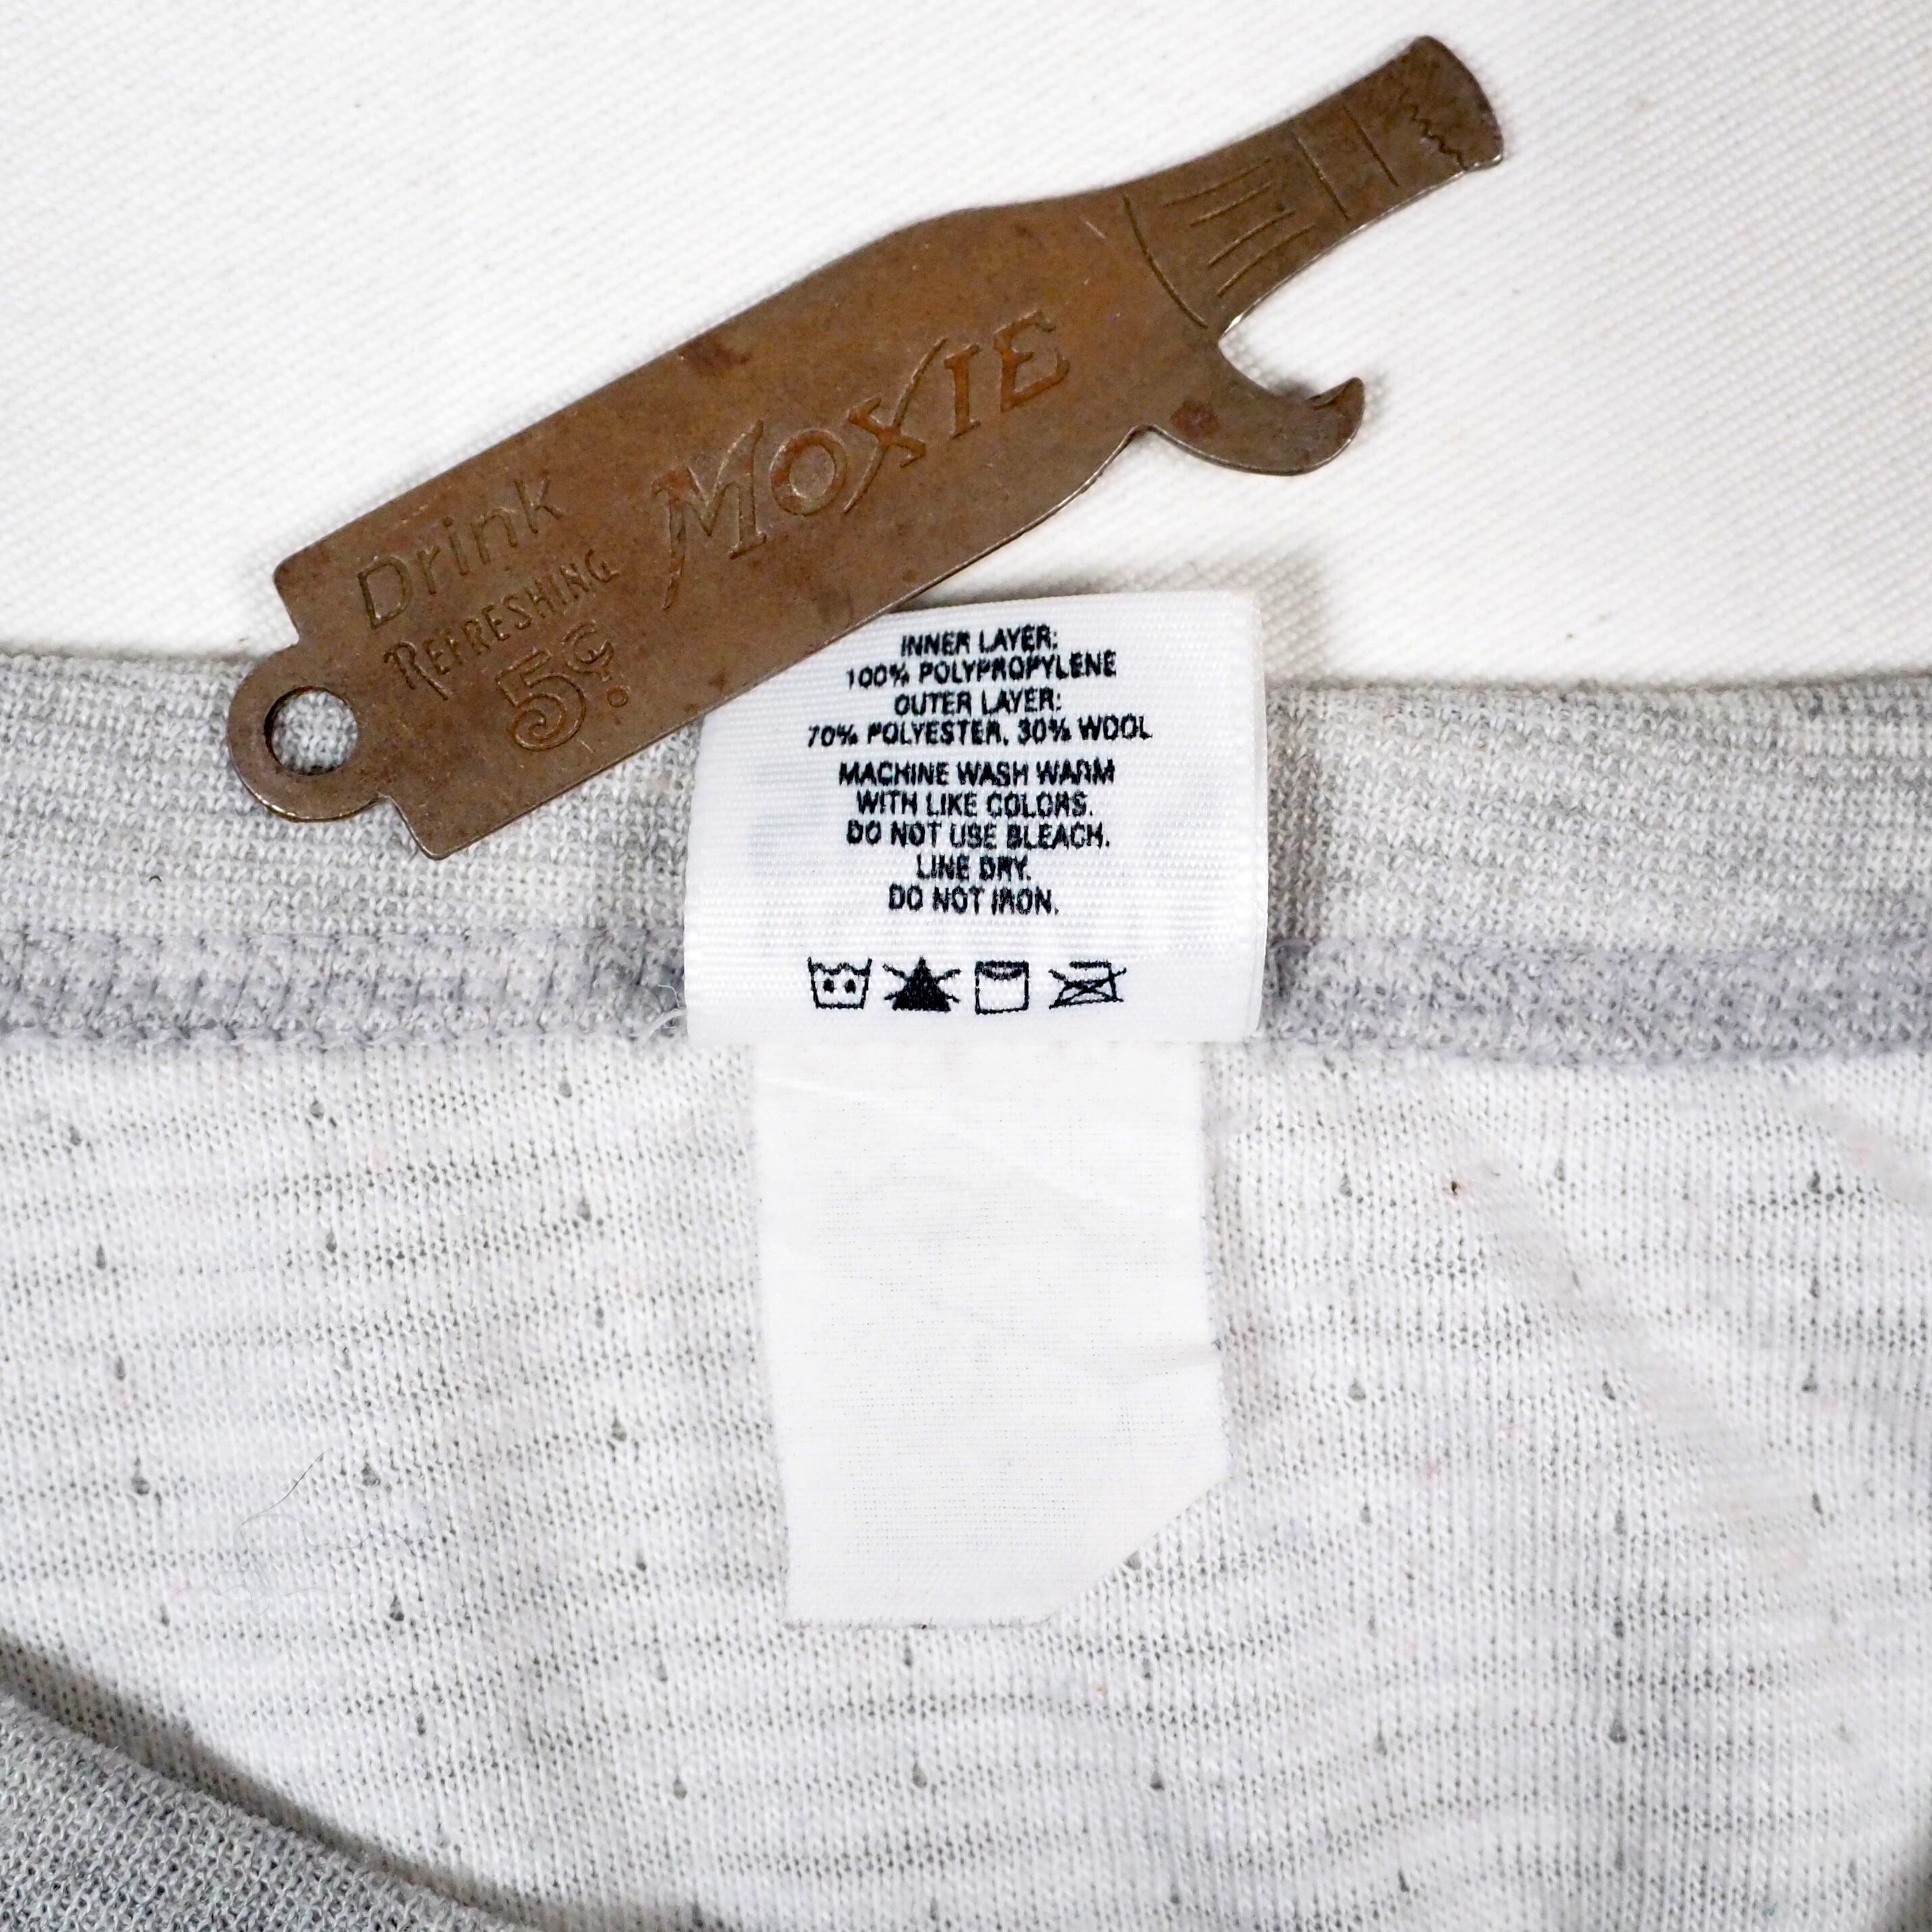 Drink
REFRESHING
5¢.
MOXIE
INNER LAYER:
100% POLYPROPYLENE
OUTER LAYER:
70% POLYESTER, 30% WOOL
MACHINE WASH WARM
WITH LIKE COLORS.
DO NOT USE BLEACH.
LINE DRY.
DO NOT IRON.